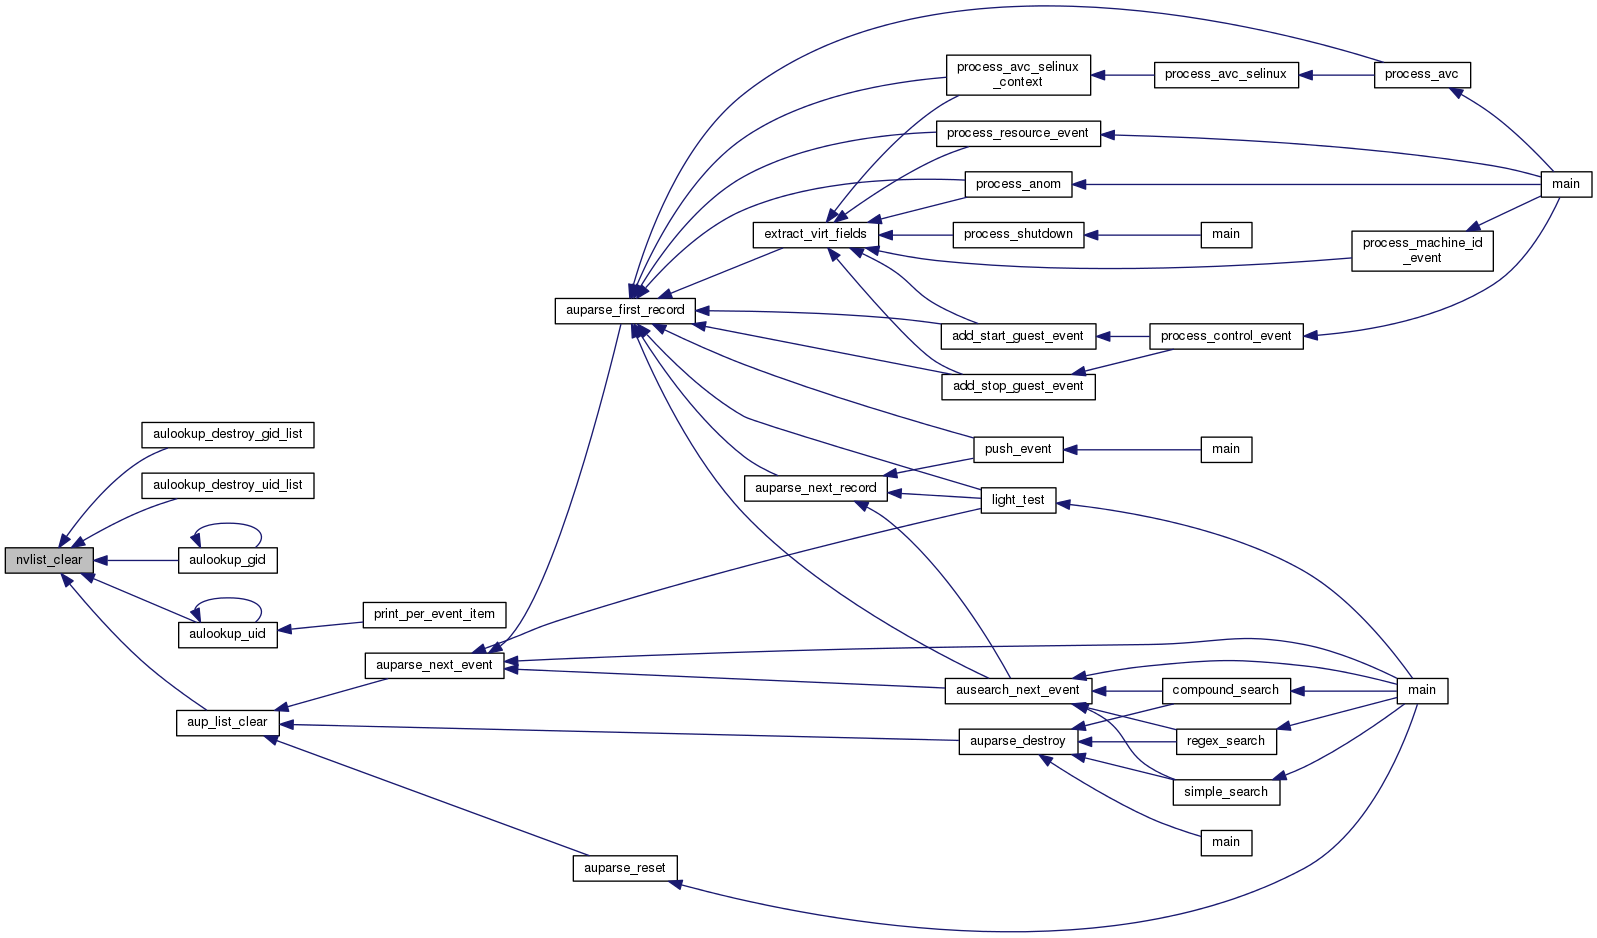 process_avc_selinux
_context
process_avc_selinux
process_avc
process_resource_event
process_anom
main
extract_virt_fields
process_shutdown
main
process_machine_id
_event
auparse_first_record
add_start_guest_event
process_control_event
add_stop_guest_event
aulookup_destroy_gid_list
push_event
main
aulookup_destroy_uid_list
auparse_next_record
light_test
nvlist_clear
aulookup_gid
print_per_event_item
aulookup_uid
auparse_next_event
ausearch_next_event
compound_search
main
aup_list_clear
auparse_destroy
regex_search
simple_search
main
auparse_reset